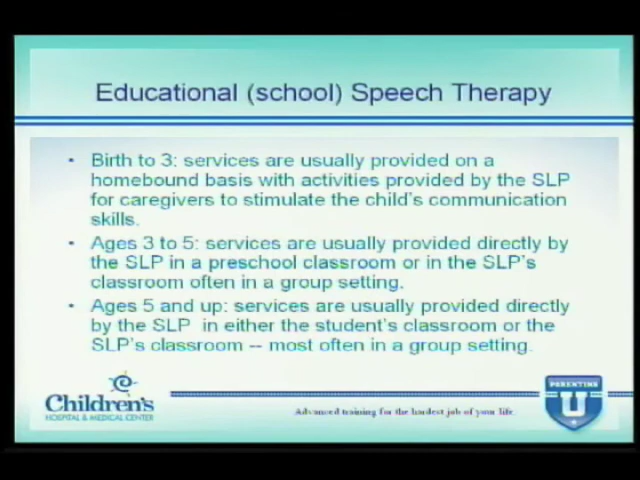 Educational (school) Speech Therapy
• Birth to 3: services are usually provided on a
homebound basis with activities provided by the SLP
for caregivers to stimulate the child's communication
skills.
• Ages 3 to 5: services are usually provided directly by
the SLP in a preschool classroom or in the SLP's
classroom often in a group setting.
• Ages 5 and up: services are usually provided directly
by the SLP in either the student's classroom or the
SLP's classroom -- most often in a group setting.
Children's
HOSPITAL & MEDICAL CENTER
Advanced training for the hardest job of your life.
PARENTING
U